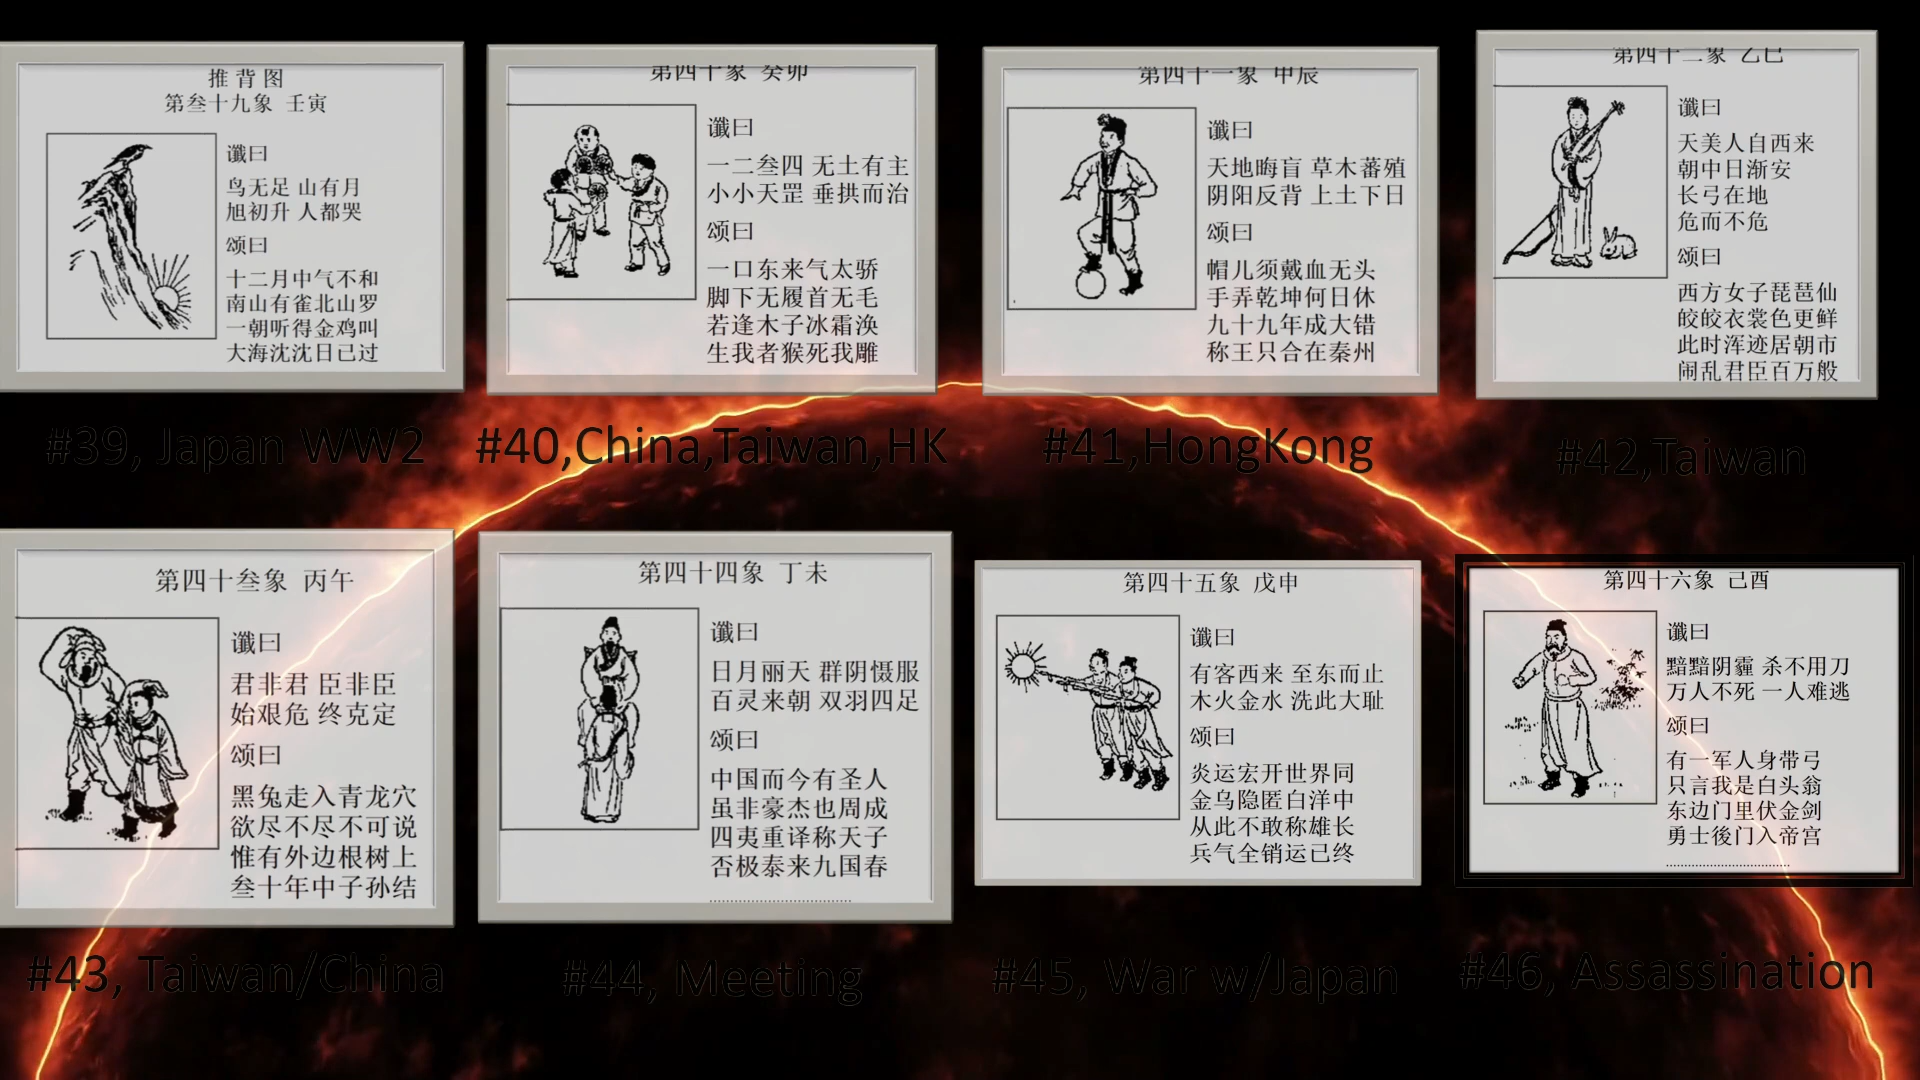 推背图
第叁十九象 壬寅
谶曰
鸟无足 山有月
旭初升 人都哭
颂曰
十二月中气不和
南山有雀北山罗
一朝听得金鸡叫
大海沈沈日已过
#39, Japan WW2
第四十象 癸卯
谶曰
一二叁四 无土有主
小小天罡 垂拱而治
颂曰
一口东来气太骄
脚下无履首无毛
若逢木子冰霜涣
生我者猴死我雕
#40,China,Taiwan,HK
第四十一象 甲辰
谶曰
天地晦盲 草木蕃殖
阴阳反背 上土下日
颂曰
帽儿须戴血无头
手弄乾坤何日休
九十九年成大错
称王只合在秦州
#41,HongKong
第四十二象 乙巳
谶曰
天美人自西来
朝中日渐安
长弓在地
危而不危
颂曰
西方女子琵琶仙
皎皎衣裳色更鲜
此时浑迹居朝市
闹乱君臣百万般
#42,Taiwan
第四十叁象 丙午
谶曰
君非君 臣非臣
始艰危 终克定
颂曰
黑兔走入青龙穴
欲尽不尽不可说
惟有外边根树上
叁十年中子孙结
#43, Taiwan/China
第四十四象 丁未
谶曰
日月丽天 群阴慑服
百灵来朝 双羽四足
颂曰
中国而今有圣人
虽非豪杰也周成
四夷重译称天子
否极泰来九国春
#44, Meeting
第四十五象 戊申
谶曰
有客西来 至东而止
木火金水 洗此大耻
颂曰
炎运宏开世界同
金乌隐匿白洋中
从此不敢称雄长
兵气全销运已终
#45, War w/Japan
第四十六象 己酉
谶曰
黯黯阴霾 杀不用刀
万人不死 一人难逃
颂曰
有一军人身带弓
只言我是白头翁
东边门里伏金剑
勇士後门入帝宫
#46, Assassination